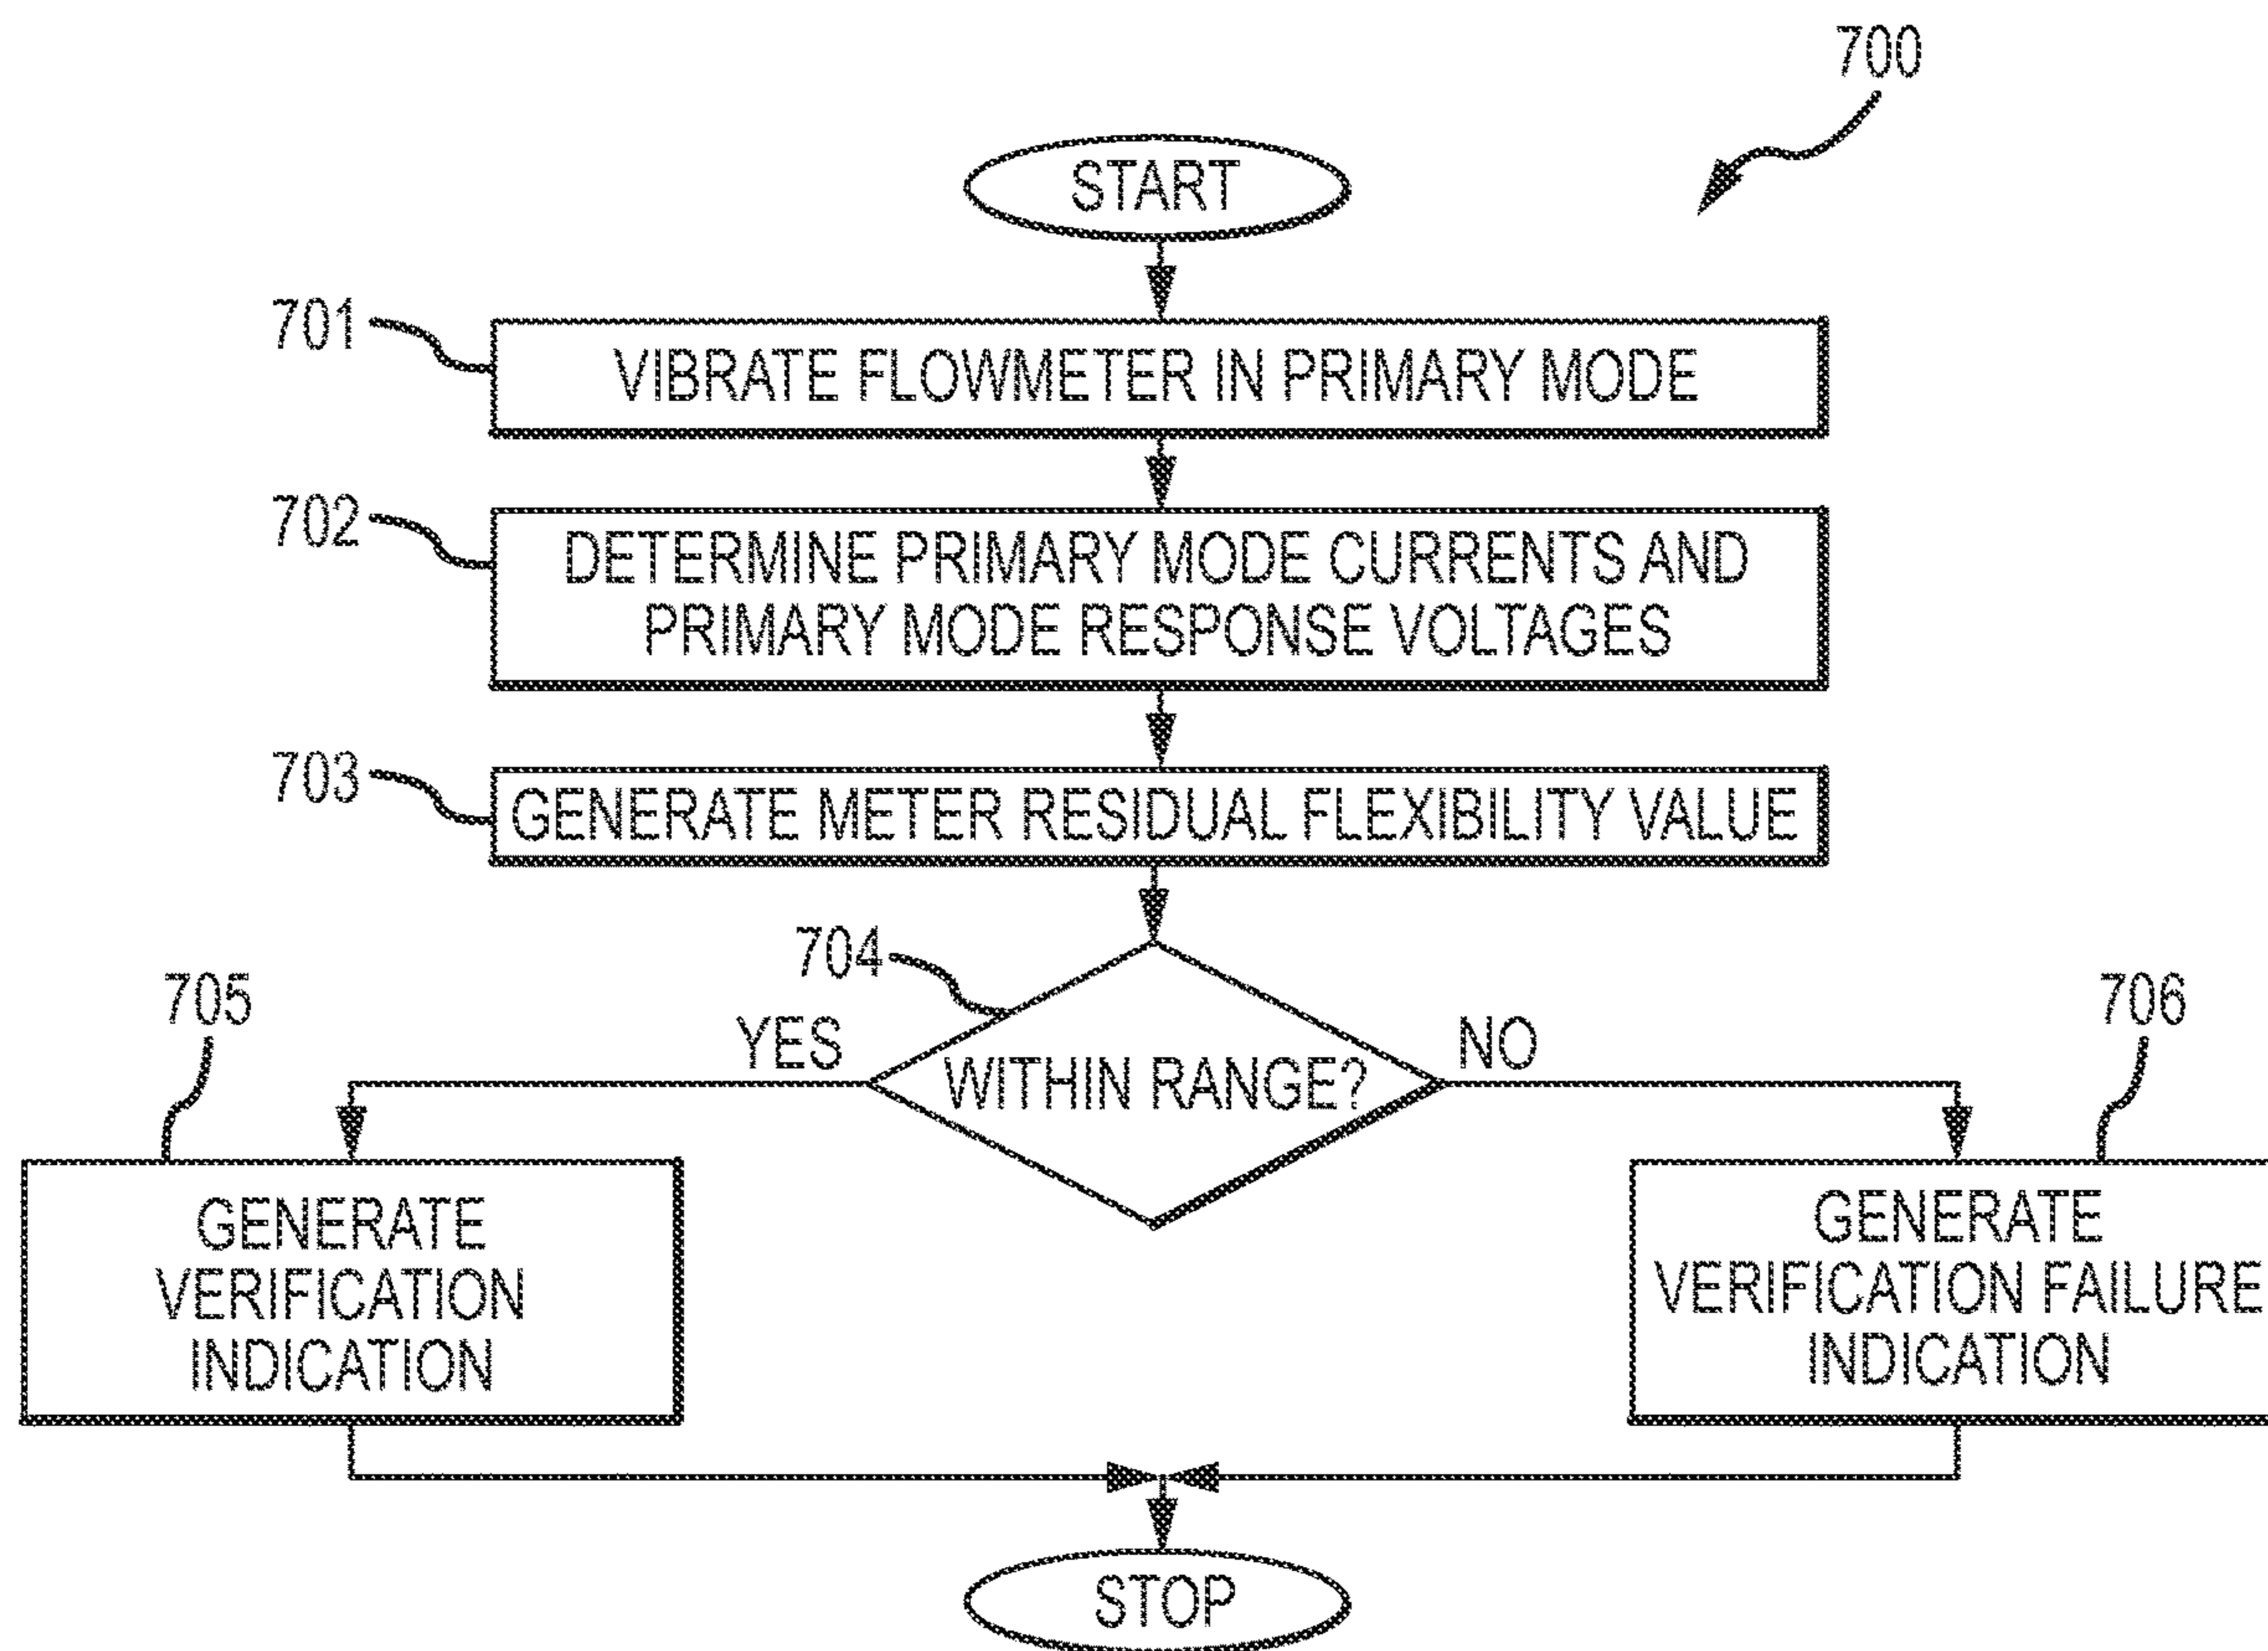 700
START
701
VIBRATE FLOWMETER IN PRIMARY MODE
702
DETERMINE PRIMARY MODE CURRENTS AND
PRIMARY MODE RESPONSE VOLTAGES
703
GENERATE METER RESIDUAL FLEXIBILITY VALUE
704
705
706
YES
WITHIN RANGE?
NO
GENERATE
VERIFICATION
INDICATION
GENERATE
VERIFICATION FAILURE
INDICATION
STOP